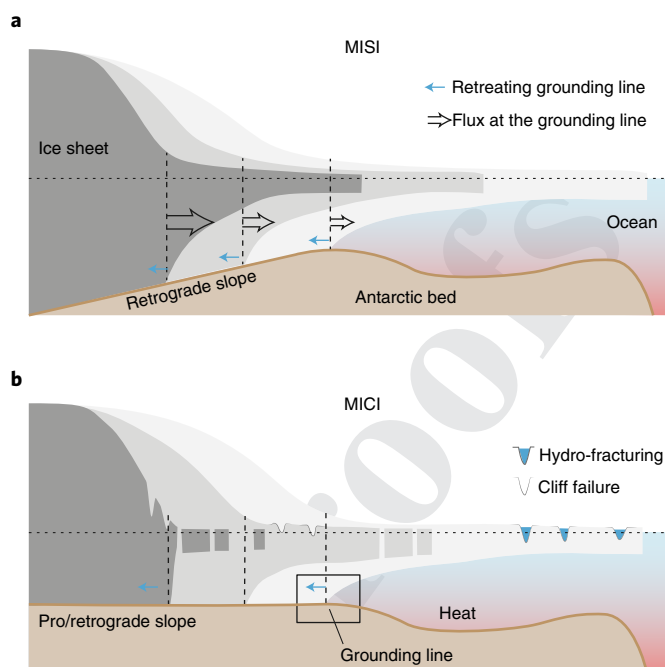 a
MISI
Retreating grounding line
Flux at the grounding line
Ice sheet
Ocean
Retrograde slope
Antarctic bed
b
MICI
Hydro-fracturing
Cliff failure
Pro/retrograde slope
Heat
Grounding line